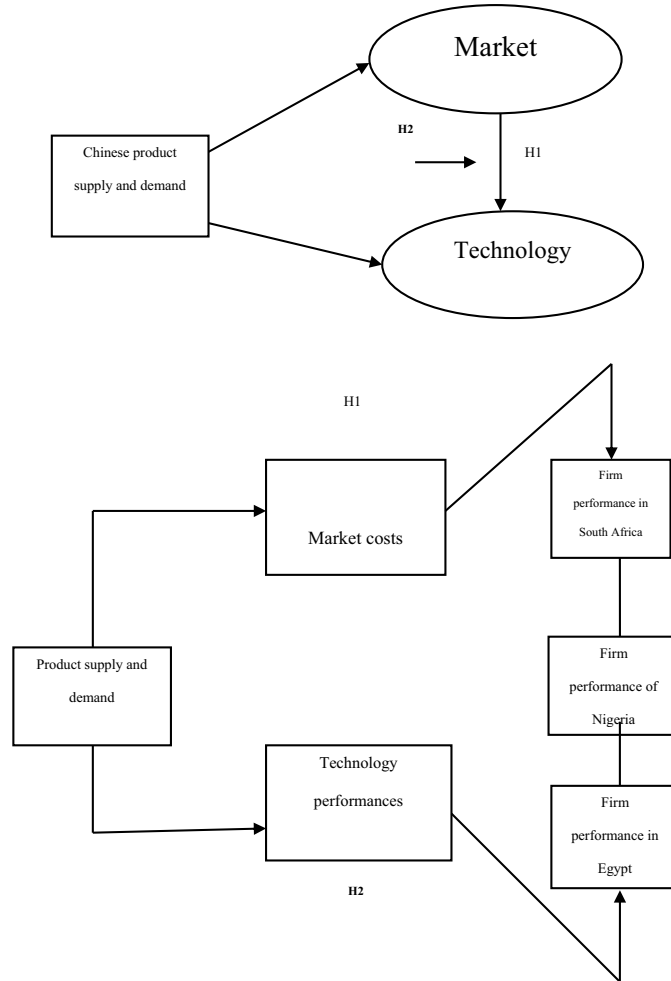 Market
H2
H1
Chinese product
supply and demand
Technology
H1
Firm
performance in
South Africa
Market costs
Product supply and
demand
Firm
performance of
Nigeria
Technology
performances
Firm
performance in
Egypt
H2